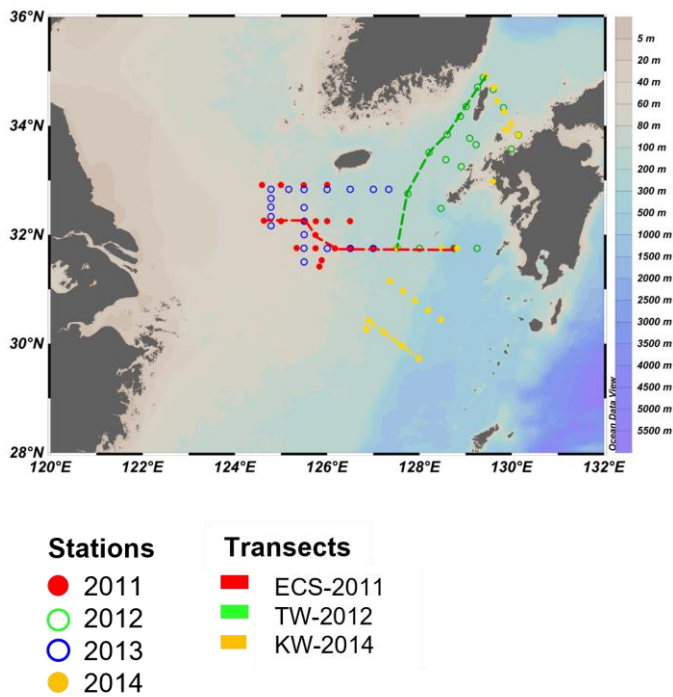 36°N
34°N
32°N
30°N
28°N
120°E 122°E 124°E 126°E 128°E 130°E 132°E
5 m
20 m
40 m
60 m
80 m
100 m
200 m
300 m
500 m
1000 m
1500 m
2000 m
2500 m
3000 m
3500 m
4000 m
4500 m
5000 m
5500 m
Ocean Data View
Stations
2011
2012
2013
2014
Transects
ECS-2011
TW-2012
KW-2014